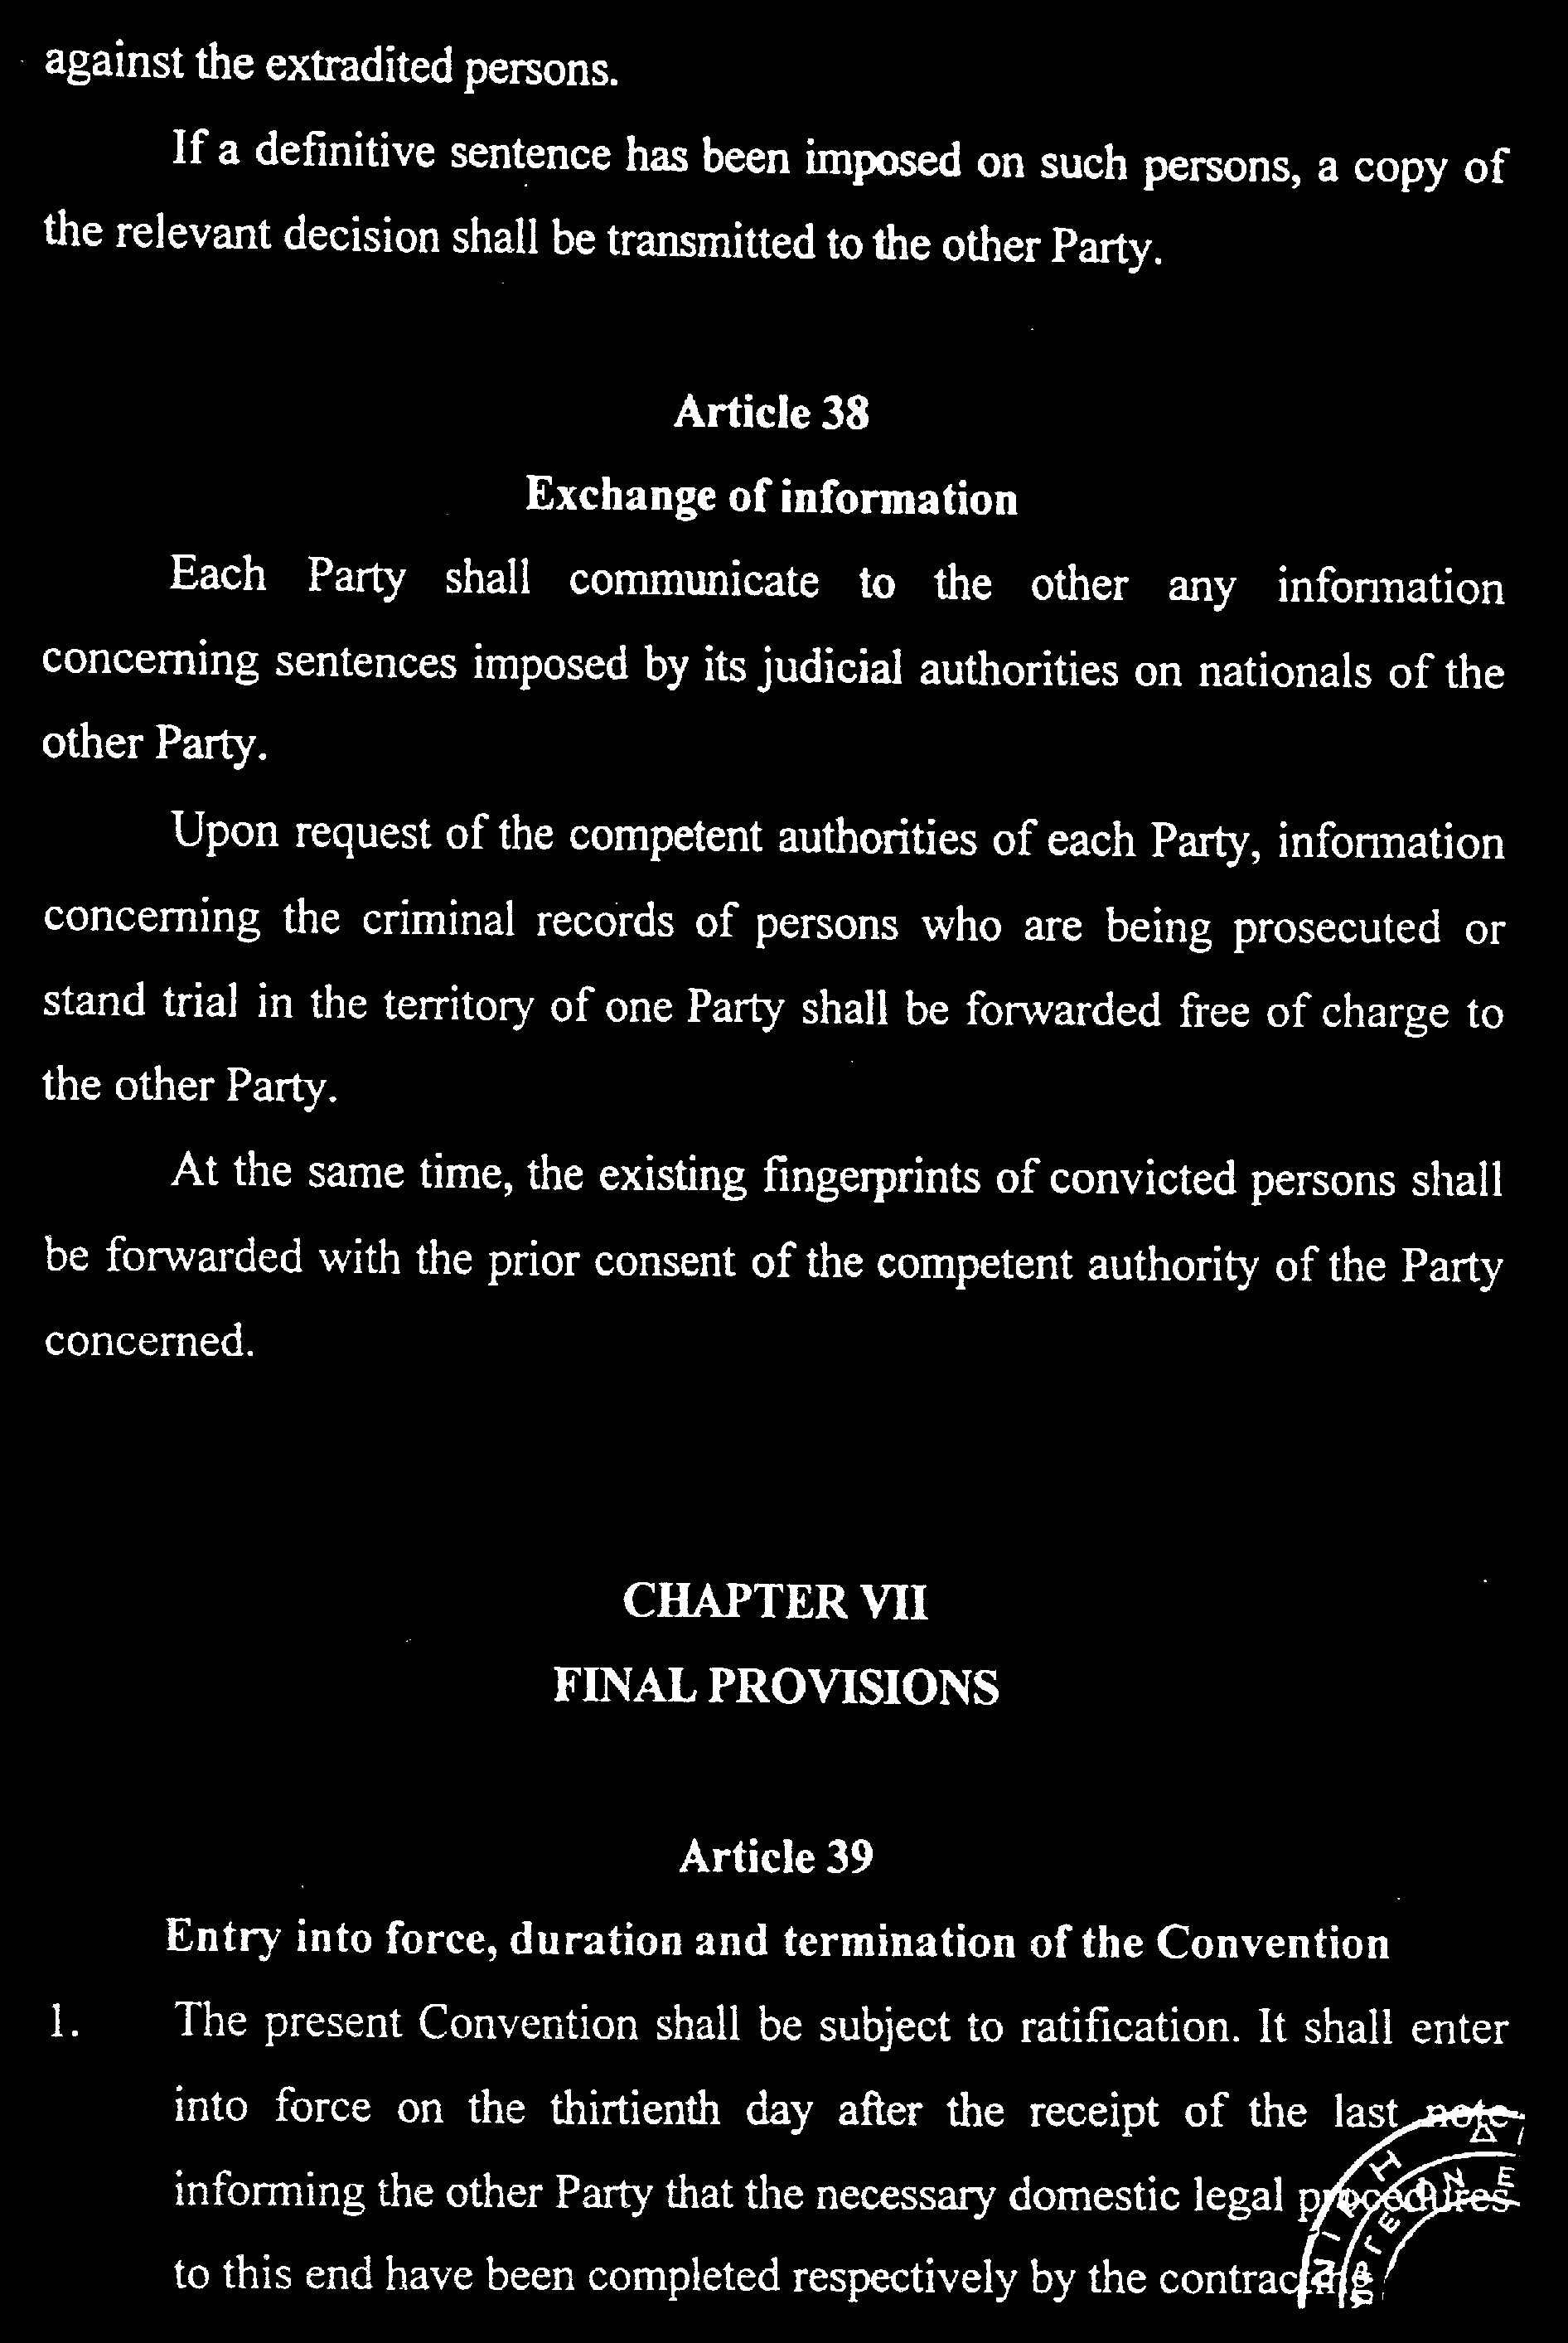 against the extradited persons.
If a definitive sentence has been imposed on such persons, a copy of
the relevant decision shall be transmitted to the other Party.
Article 38
Exchange of information
Each Party shall communicate to the other any information
concerning sentences imposed by its judicial authorities on nationals of the
other Party.
Upon request of the competent authorities of each Party, information
concerning the criminal records of persons who are being prosecuted or
stand trial in the territory of one Party shall be forwarded free of charge to
the other Party.
At the same time, the existing fingerprints of convicted persons shall
be forwarded with the prior consent of the competent authority of the Party
concerned.
CHAPTER VII
FINAL PROVISIONS
Article 39
Entry into force, duration and termination of the Convention
1. The present Convention shall be subject to ratification. It shall enter
into force on the thirtieth day after the receipt of the last note
informing the other Party that the necessary domestic legal procedures
to this end have been completed respectively by the contracting